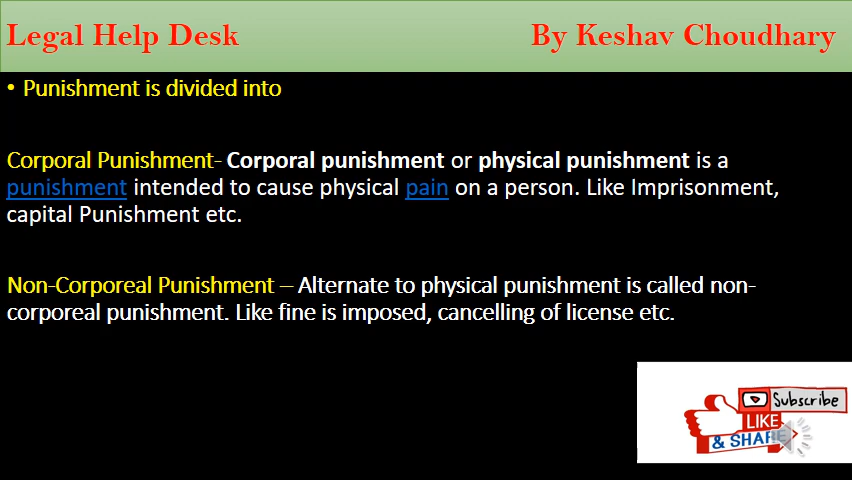 Legal Help Desk By Keshav Choudhary
• Punishment is divided into
Corporal Punishment- Corporal punishment or physical punishment is a
punishment intended to cause physical pain on a person. Like Imprisonment,
capital Punishment etc.
Non-Corporeal Punishment – Alternate to physical punishment is called non-
corporeal punishment. Like fine is imposed, cancelling of license etc.
Subscribe
LIKE
& SHARE